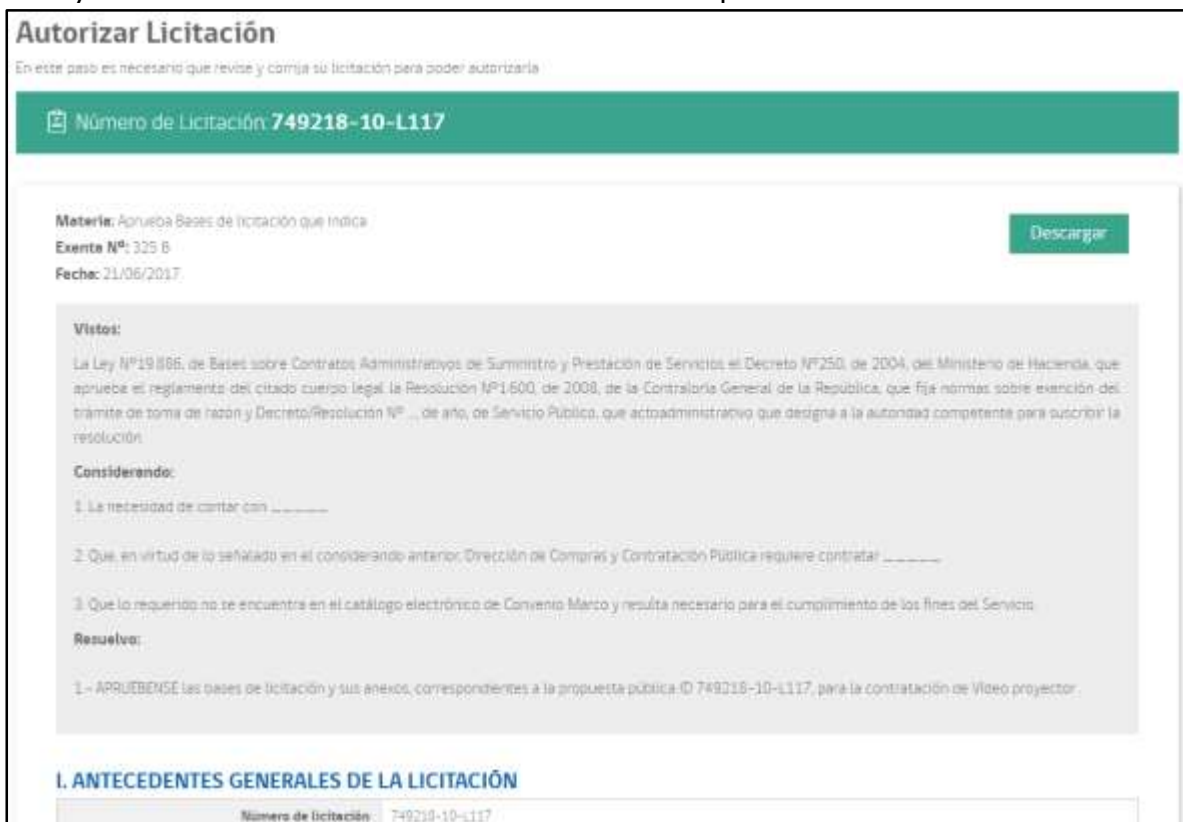 Autorizar Licitación
En este paso es necesario que revise y corrija su licitación para poder autorizarla
Número de Licitación 749218-10-L117
Materia: Aprueba Bases de licitación que indica
Descargar
Exenta Nº: 325 B
Fecha: 21/06/2017
Vistos:
La Ley Nº19.886, de Bases sobre Contratos Administrativos de Suministro y Prestación de Servicios el Decreto Nº250, de 2004, del Ministerio de Hacienda, que
aprueba el reglamento del citado cuerpo legal la Resolución Nº1.600, de 2008, de la Contraloría General de la República, que fija normas sobre exención del
trámite de toma de razón y Decreto/Resolución Nº ..., de año, de Servicio Público, que actoadministrativo que designa a la autoridad competente para suscribir la
resolución
Considerando:
1. La necesidad de contar con ____________
2. Que, en virtud de lo señalado en el considerando anterior, Dirección de Compras y Contratación Pública requiere contratar ____________
3. Que lo requerido no se encuentra en el catálogo electrónico de Convenio Marco y resulta necesario para el cumplimiento de los fines del Servicio.
Resuelvo:
1.- APRUÉBENSE las bases de licitación y sus anexos, correspondientes a la propuesta pública ID 749218-10-L117, para la contratación de Video proyector
I. ANTECEDENTES GENERALES DE LA LICITACIÓN
Número de licitación 749218-10-L117